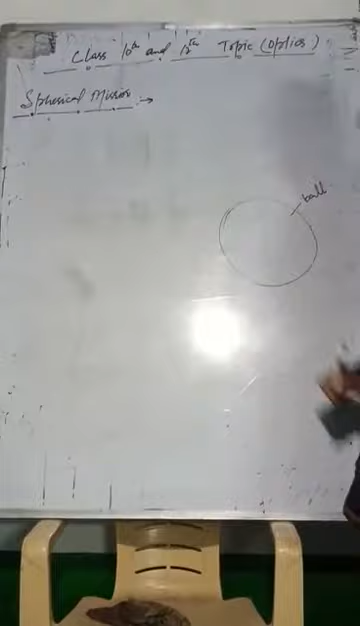 Class 10th and 12th Topic (Optics)
Spherical Mirror :→
ball